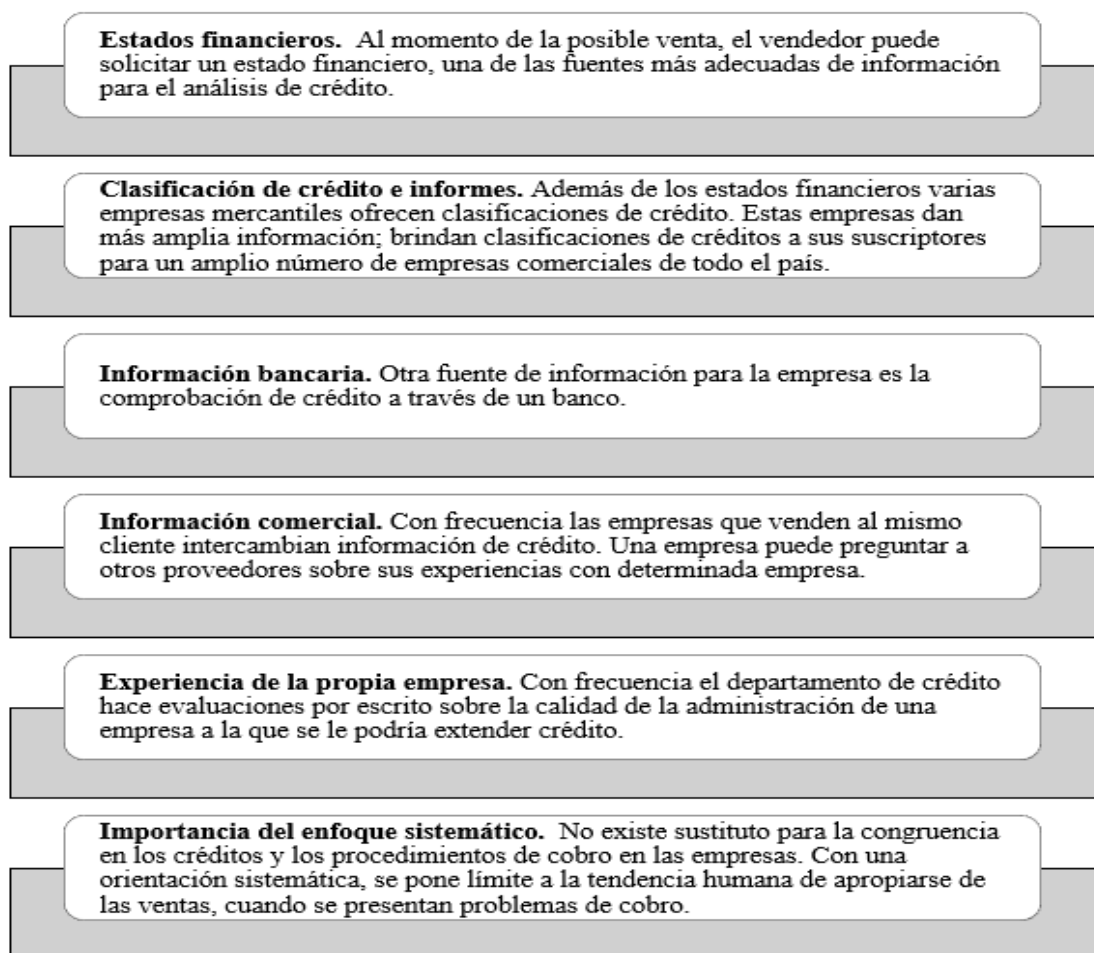 Estados financieros.  Al momento de la posible venta, el vendedor puede
solicitar un estado financiero, una de las fuentes más adecuadas de información
para el análisis de crédito.
Clasificación de crédito e informes. Además de los estados financieros varias
empresas mercantiles ofrecen clasificaciones de crédito. Estas empresas dan
más amplia información; brindan clasificaciones de créditos a sus suscriptores
para un amplio número de empresas comerciales de todo el país.
Información bancaria. Otra fuente de información para la empresa es la
comprobación de crédito a través de un banco.
Información comercial. Con frecuencia las empresas que venden al mismo
cliente intercambian información de crédito. Una empresa puede preguntar a
otros proveedores sobre sus experiencias con determinada empresa.
Experiencia de la propia empresa. Con frecuencia el departamento de crédito
hace evaluaciones por escrito sobre la calidad de la administración de una
empresa a la que se le podría extender crédito.
Importancia del enfoque sistemático.  No existe sustituto para la congruencia
en los créditos y los procedimientos de cobro en las empresas. Con una
orientación sistemática, se pone límite a la tendencia humana de apropiarse de
las ventas, cuando se presentan problemas de cobro.